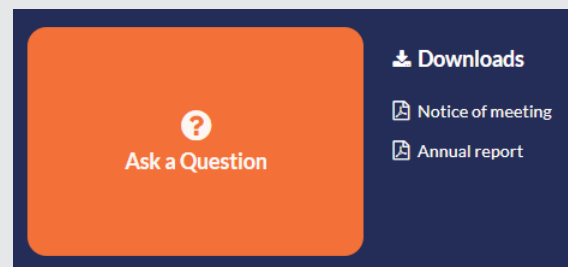 Ask a Question
Downloads
Notice of meeting
Annual report